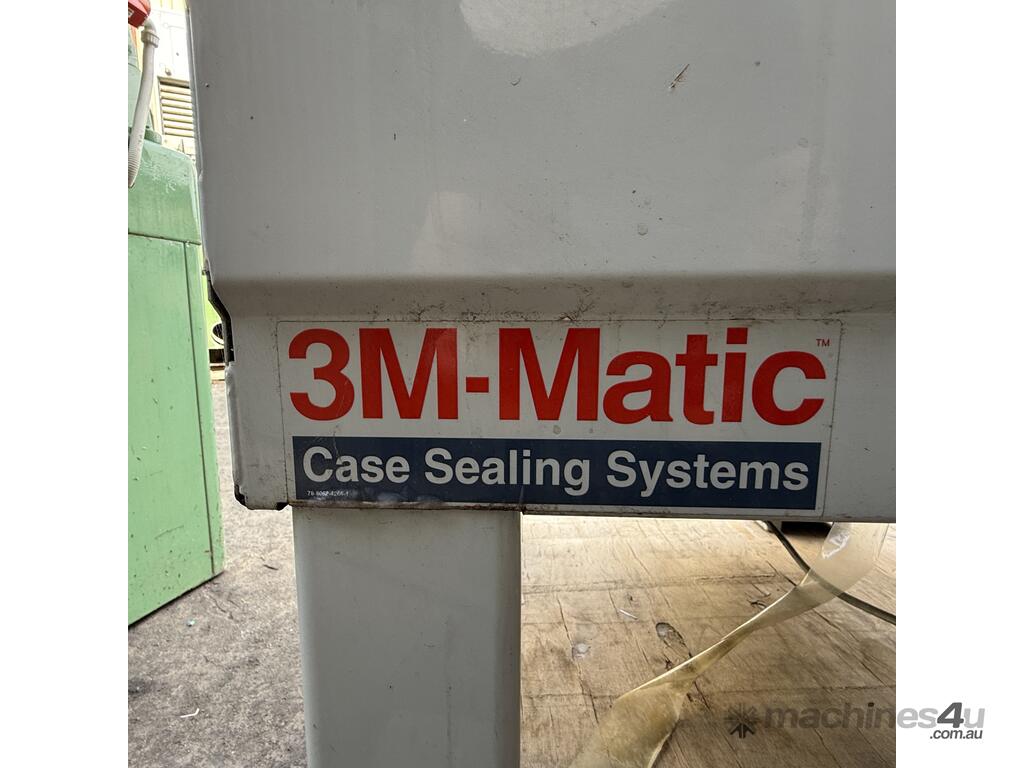 3M-Matic™
Case Sealing Systems
machines4u
.com.au